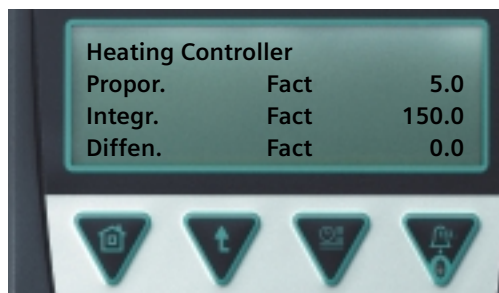 Heating Controller
Propor. Fact 5.0
Integr. Fact 150.0
Diffen. Fact 0.0